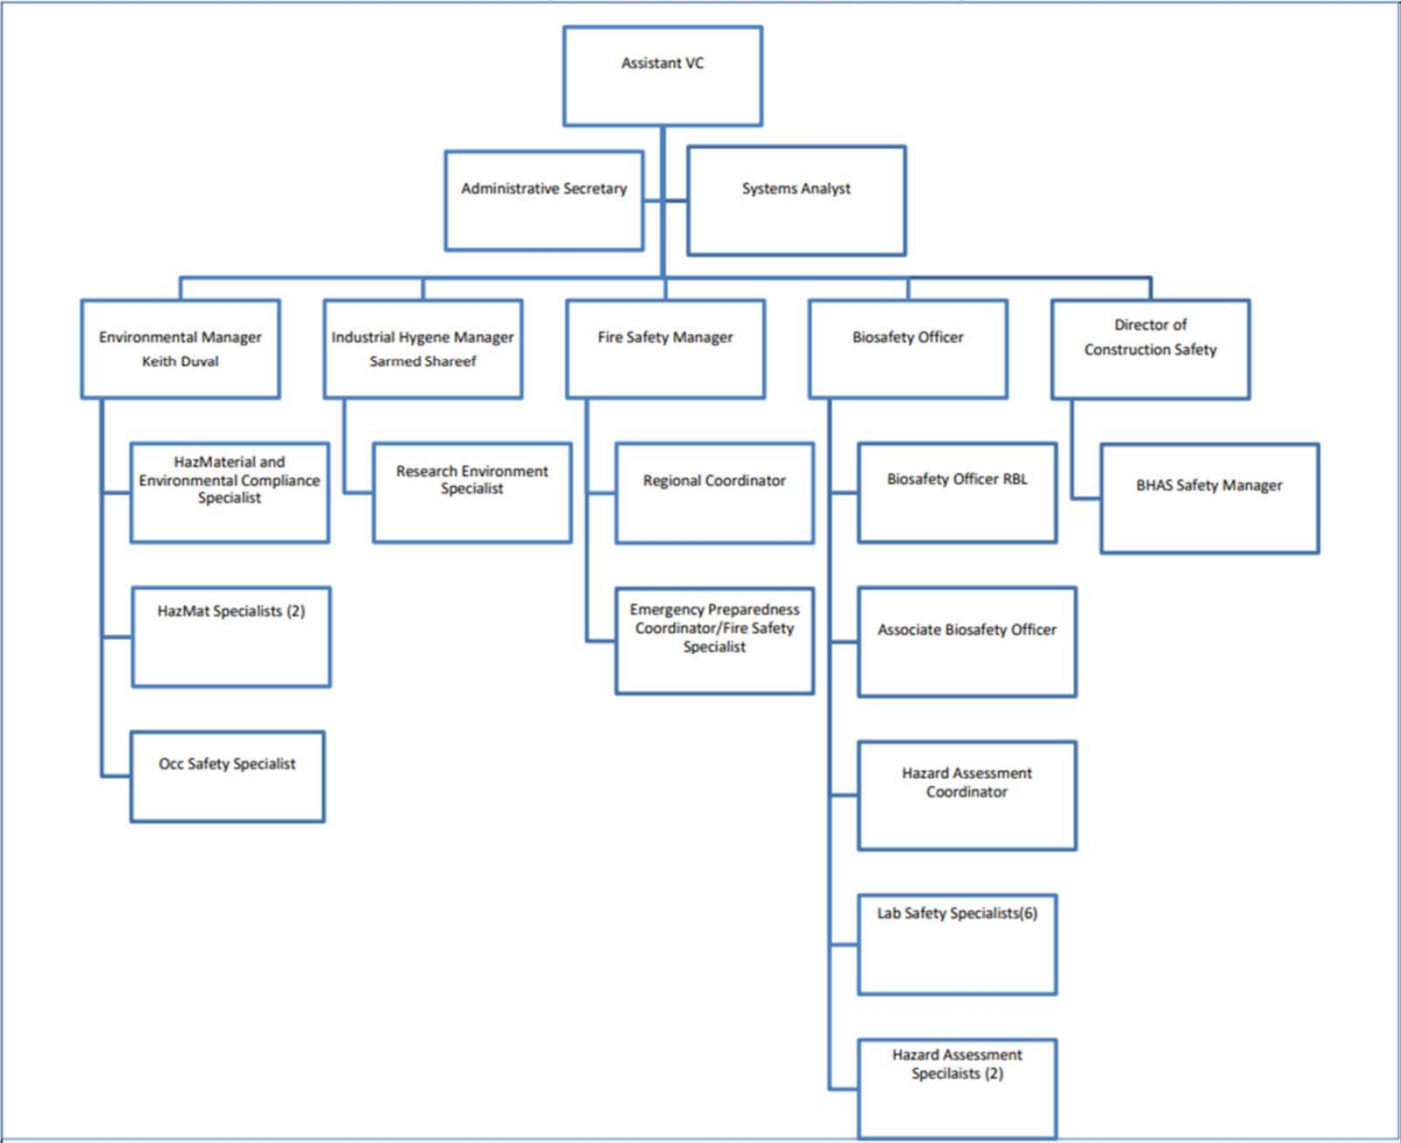 Assistant VC
Administrative Secretary
Systems Analyst
Environmental Manager
Keith Duval
Industrial Hygene Manager
Sarmed Shareef
Fire Safety Manager
Biosafety Officer
Director of
Construction Safety
HazMaterial and
Environmental Compliance
Specialist
Research Environment
Specialist
Regional Coordinator
Biosafety Officer RBL
BHAS Safety Manager
HazMat Specialists (2)
Emergency Preparedness
Coordinator/Fire Safety
Specialist
Associate Biosafety Officer
Occ Safety Specialist
Hazard Assessment
Coordinator
Lab Safety Specialists(6)
Hazard Assessment
Specilaists (2)